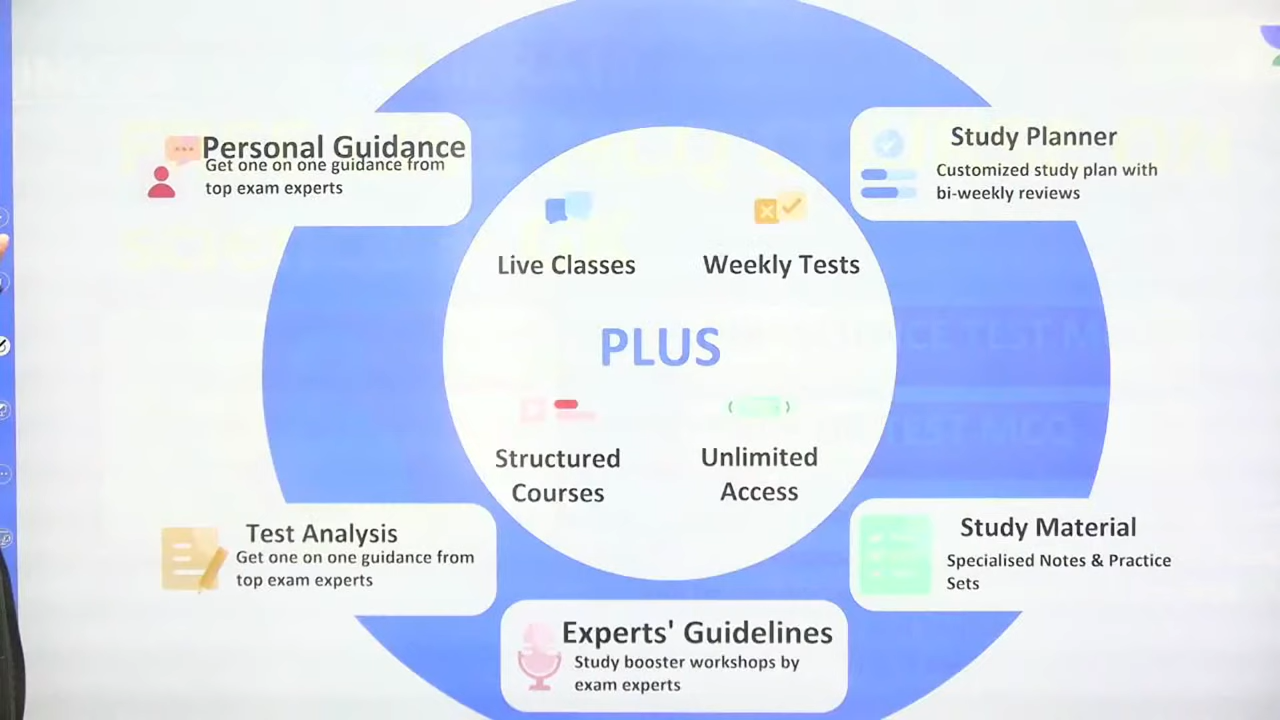 Personal Guidance
Get one on one guidance from
top exam experts
Study Planner
Customized study plan with
bi-weekly reviews
Live Classes
Weekly Tests
PLUS
Structured
Courses
Unlimited
Access
Test Analysis
Get one on one guidance from
top exam experts
Study Material
Specialised Notes & Practice
Sets
Experts' Guidelines
Study booster workshops by
exam experts
TEST MCQ